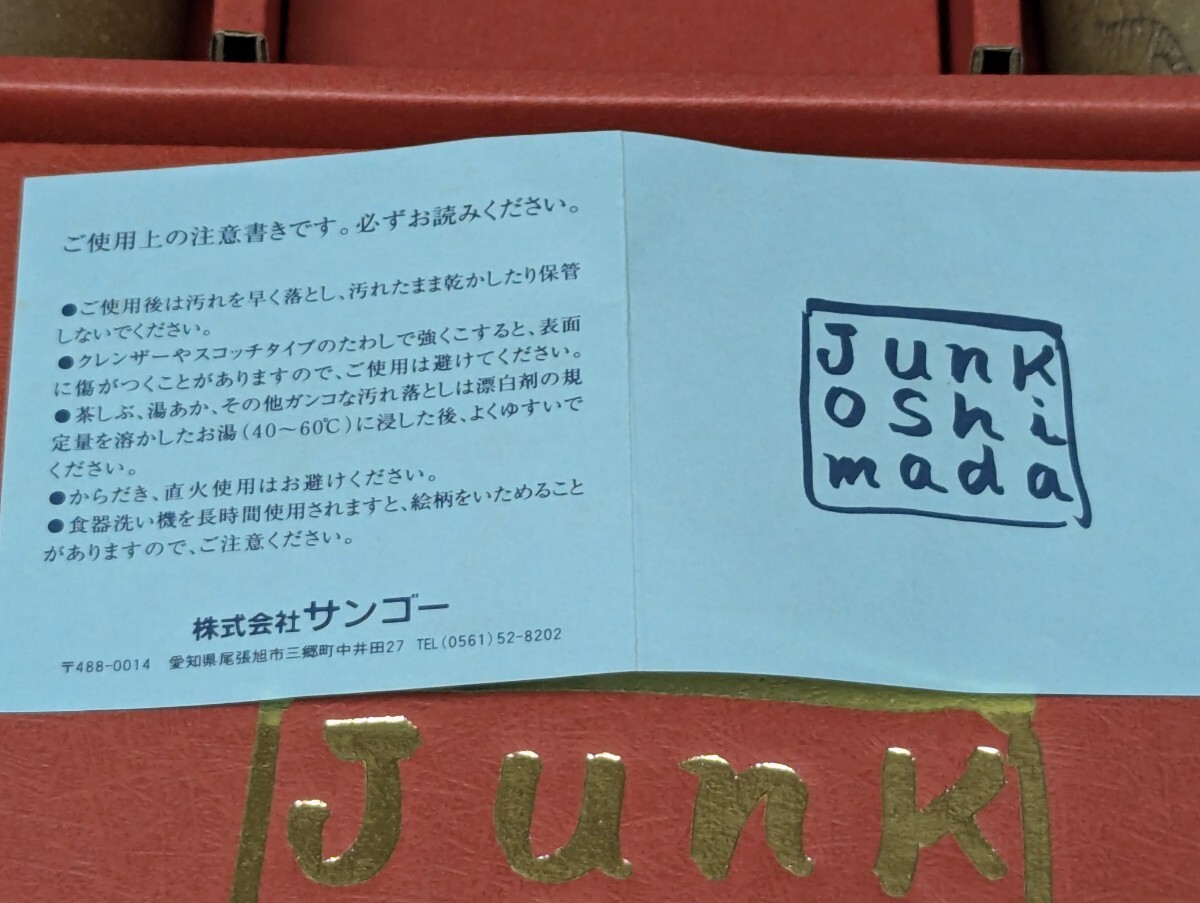 ご使用上の注意書きです。必ずお読みください。
●ご使用後は汚れを早く落とし、汚れたまま乾かしたり保管
しないでください。
●クレンザーやスコッチタイプのたわしで強くこすると、表面
に傷がつくことがありますので、ご使用は避けてください。
●茶しぶ、湯あか、その他ガンコな汚れ落としは漂白剤の規
定量を溶かしたお湯(40～60℃)に浸した後、よくゆすいで
ください。
●からだき、直火使用はお避けください。
●食器洗い機を長時間使用されますと、絵柄をいためること
がありますので、ご注意ください。
株式会社サンゴー
〒488-0014 愛知県尾張旭市三郷町中井田27 TEL(0561)52-8202
Junk
oshi
mada
Junk